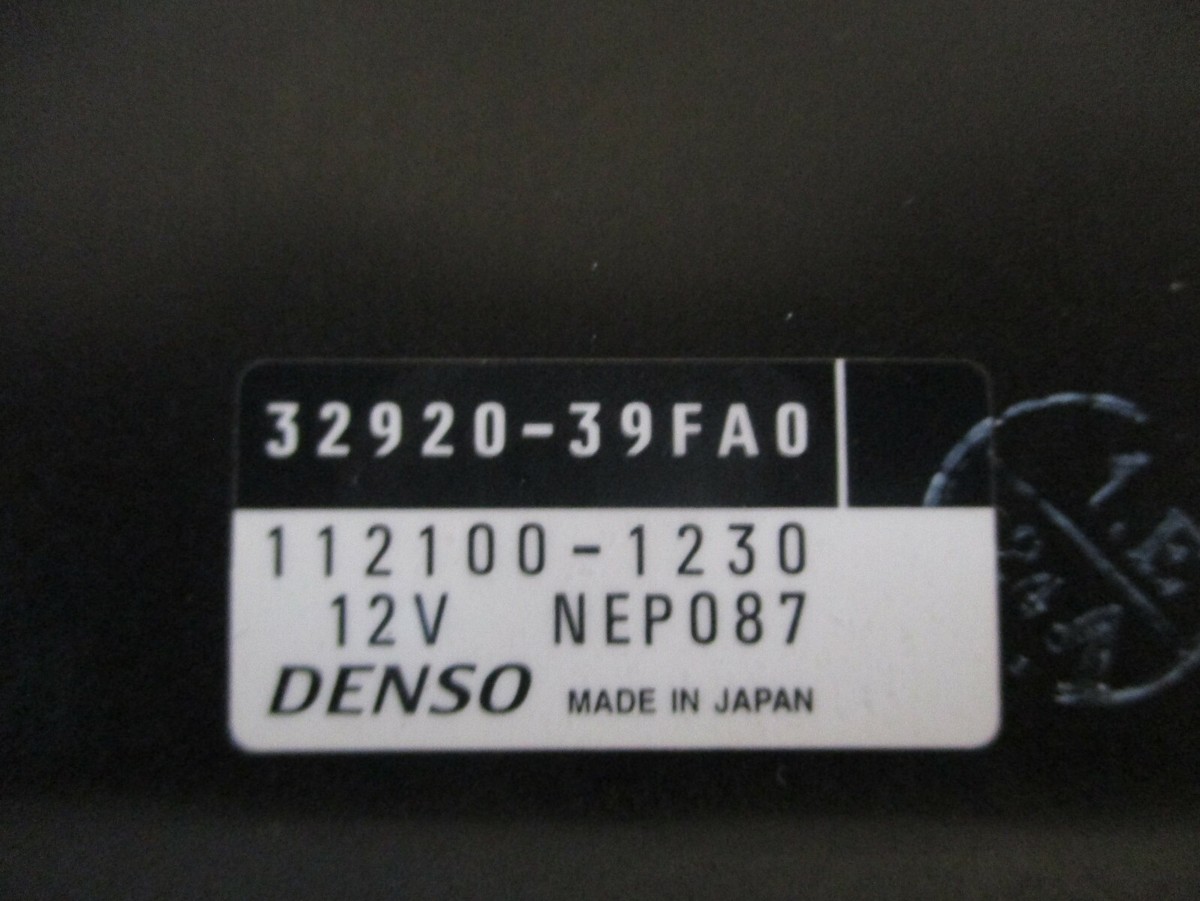 32920-39FA0
112100-1230
12V NEP087
DENSO MADE IN JAPAN